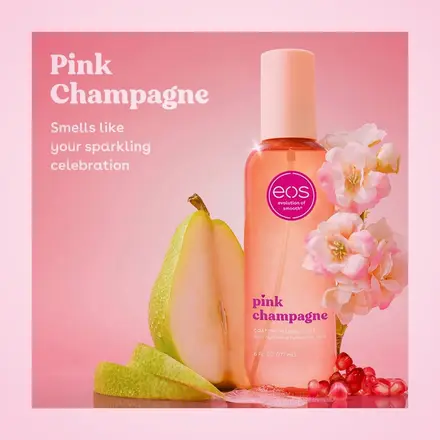 Pink
Champagne
Smells like
your sparkling
celebration
eos
evolution of
smooth®
pink
champagne